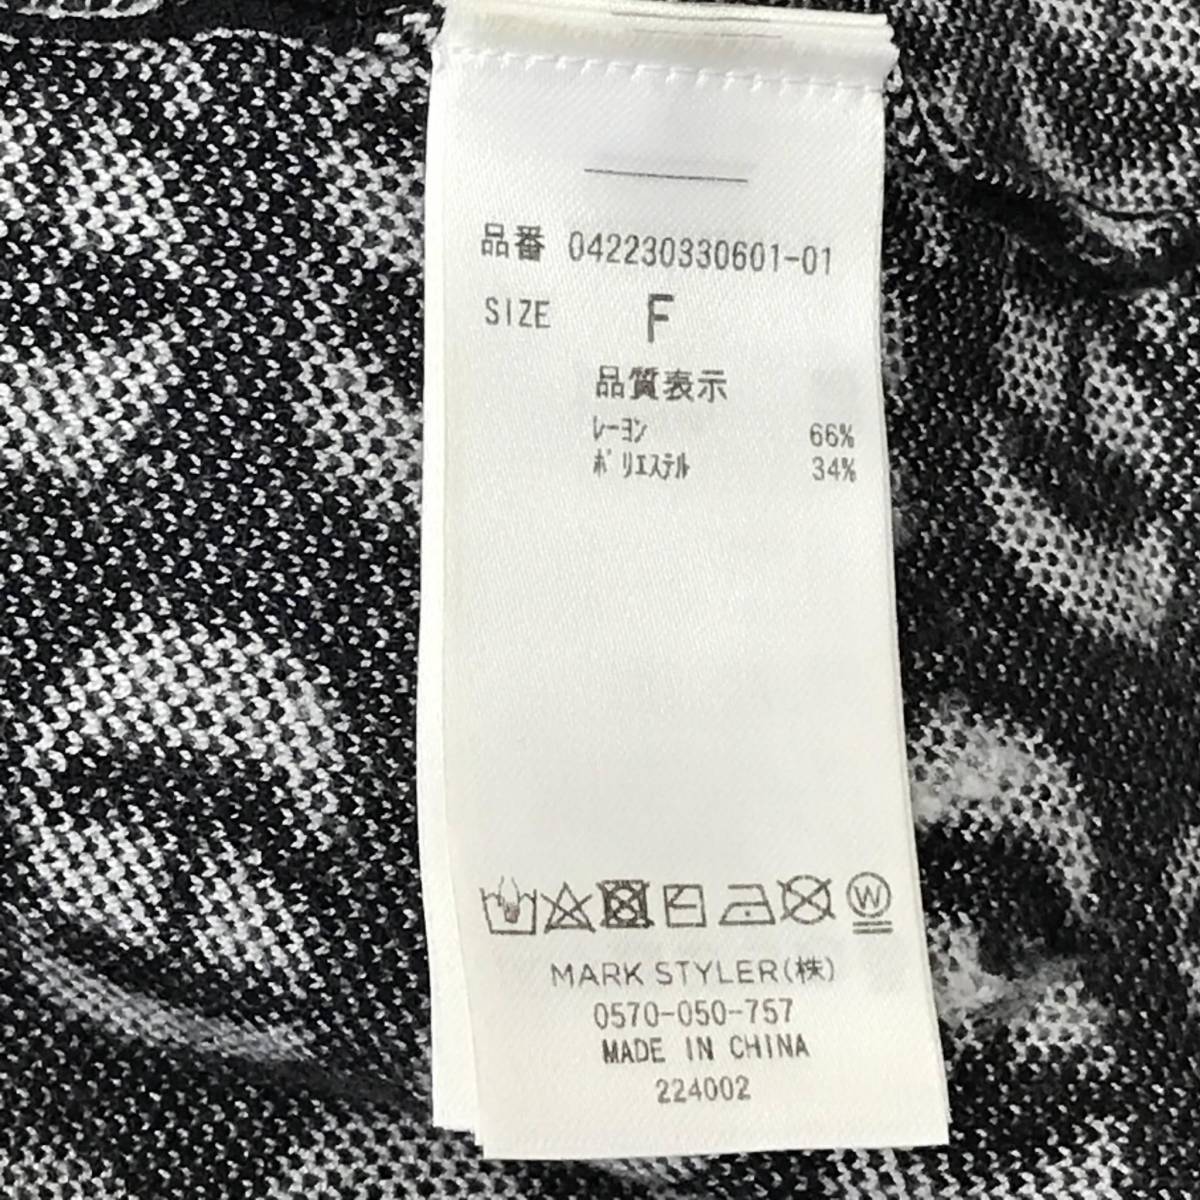 品番 042230330601-01
SIZE F
品質表示
ﾚｰﾖﾝ 66%
ﾎﾟﾘｴｽﾃﾙ 34%
W
MARK STYLER(株)
0570-050-757
MADE IN CHINA
224002